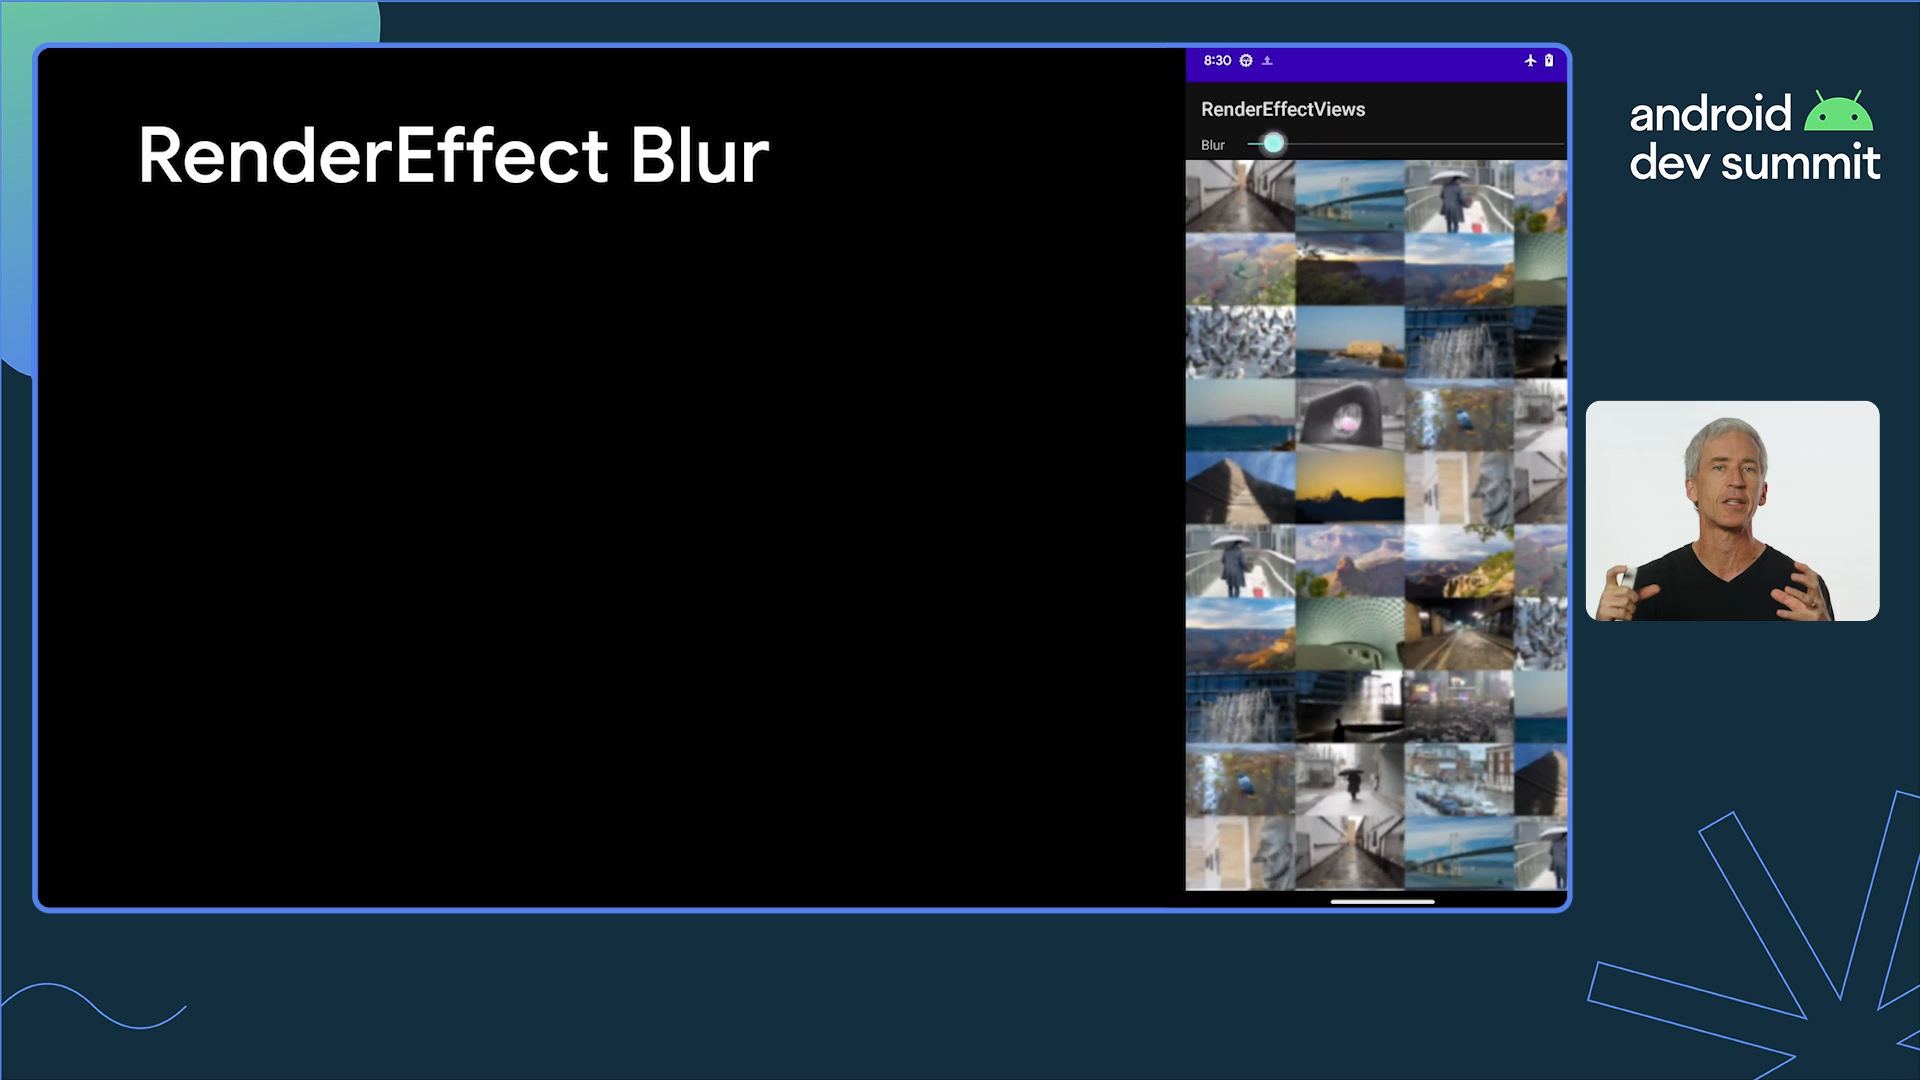 RenderEffect Blur
8:30
RenderEffectViews
Blur
android
dev summit